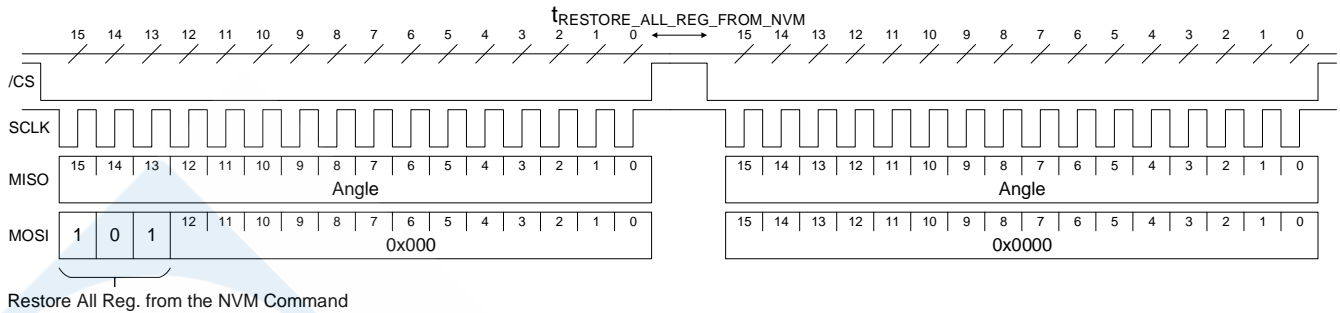 tRESTORE_ALL_REG_FROM_NVM
15 14 13 12 11 10 9 8 7 6 5 4 3 2 1 0 15 14 13 12 11 10 9 8 7 6 5 4 3 2 1 0
/CS
SCLK
MISO 15 14 13 12 11 10 9 8 7 6 5 4 3 2 1 0 15 14 13 12 11 10 9 8 7 6 5 4 3 2 1 0
Angle Angle
MOSI 1 0 1 12 11 10 9 8 7 6 5 4 3 2 1 0 15 14 13 12 11 10 9 8 7 6 5 4 3 2 1 0
0x000 0x0000
Restore All Reg. from the NVM Command